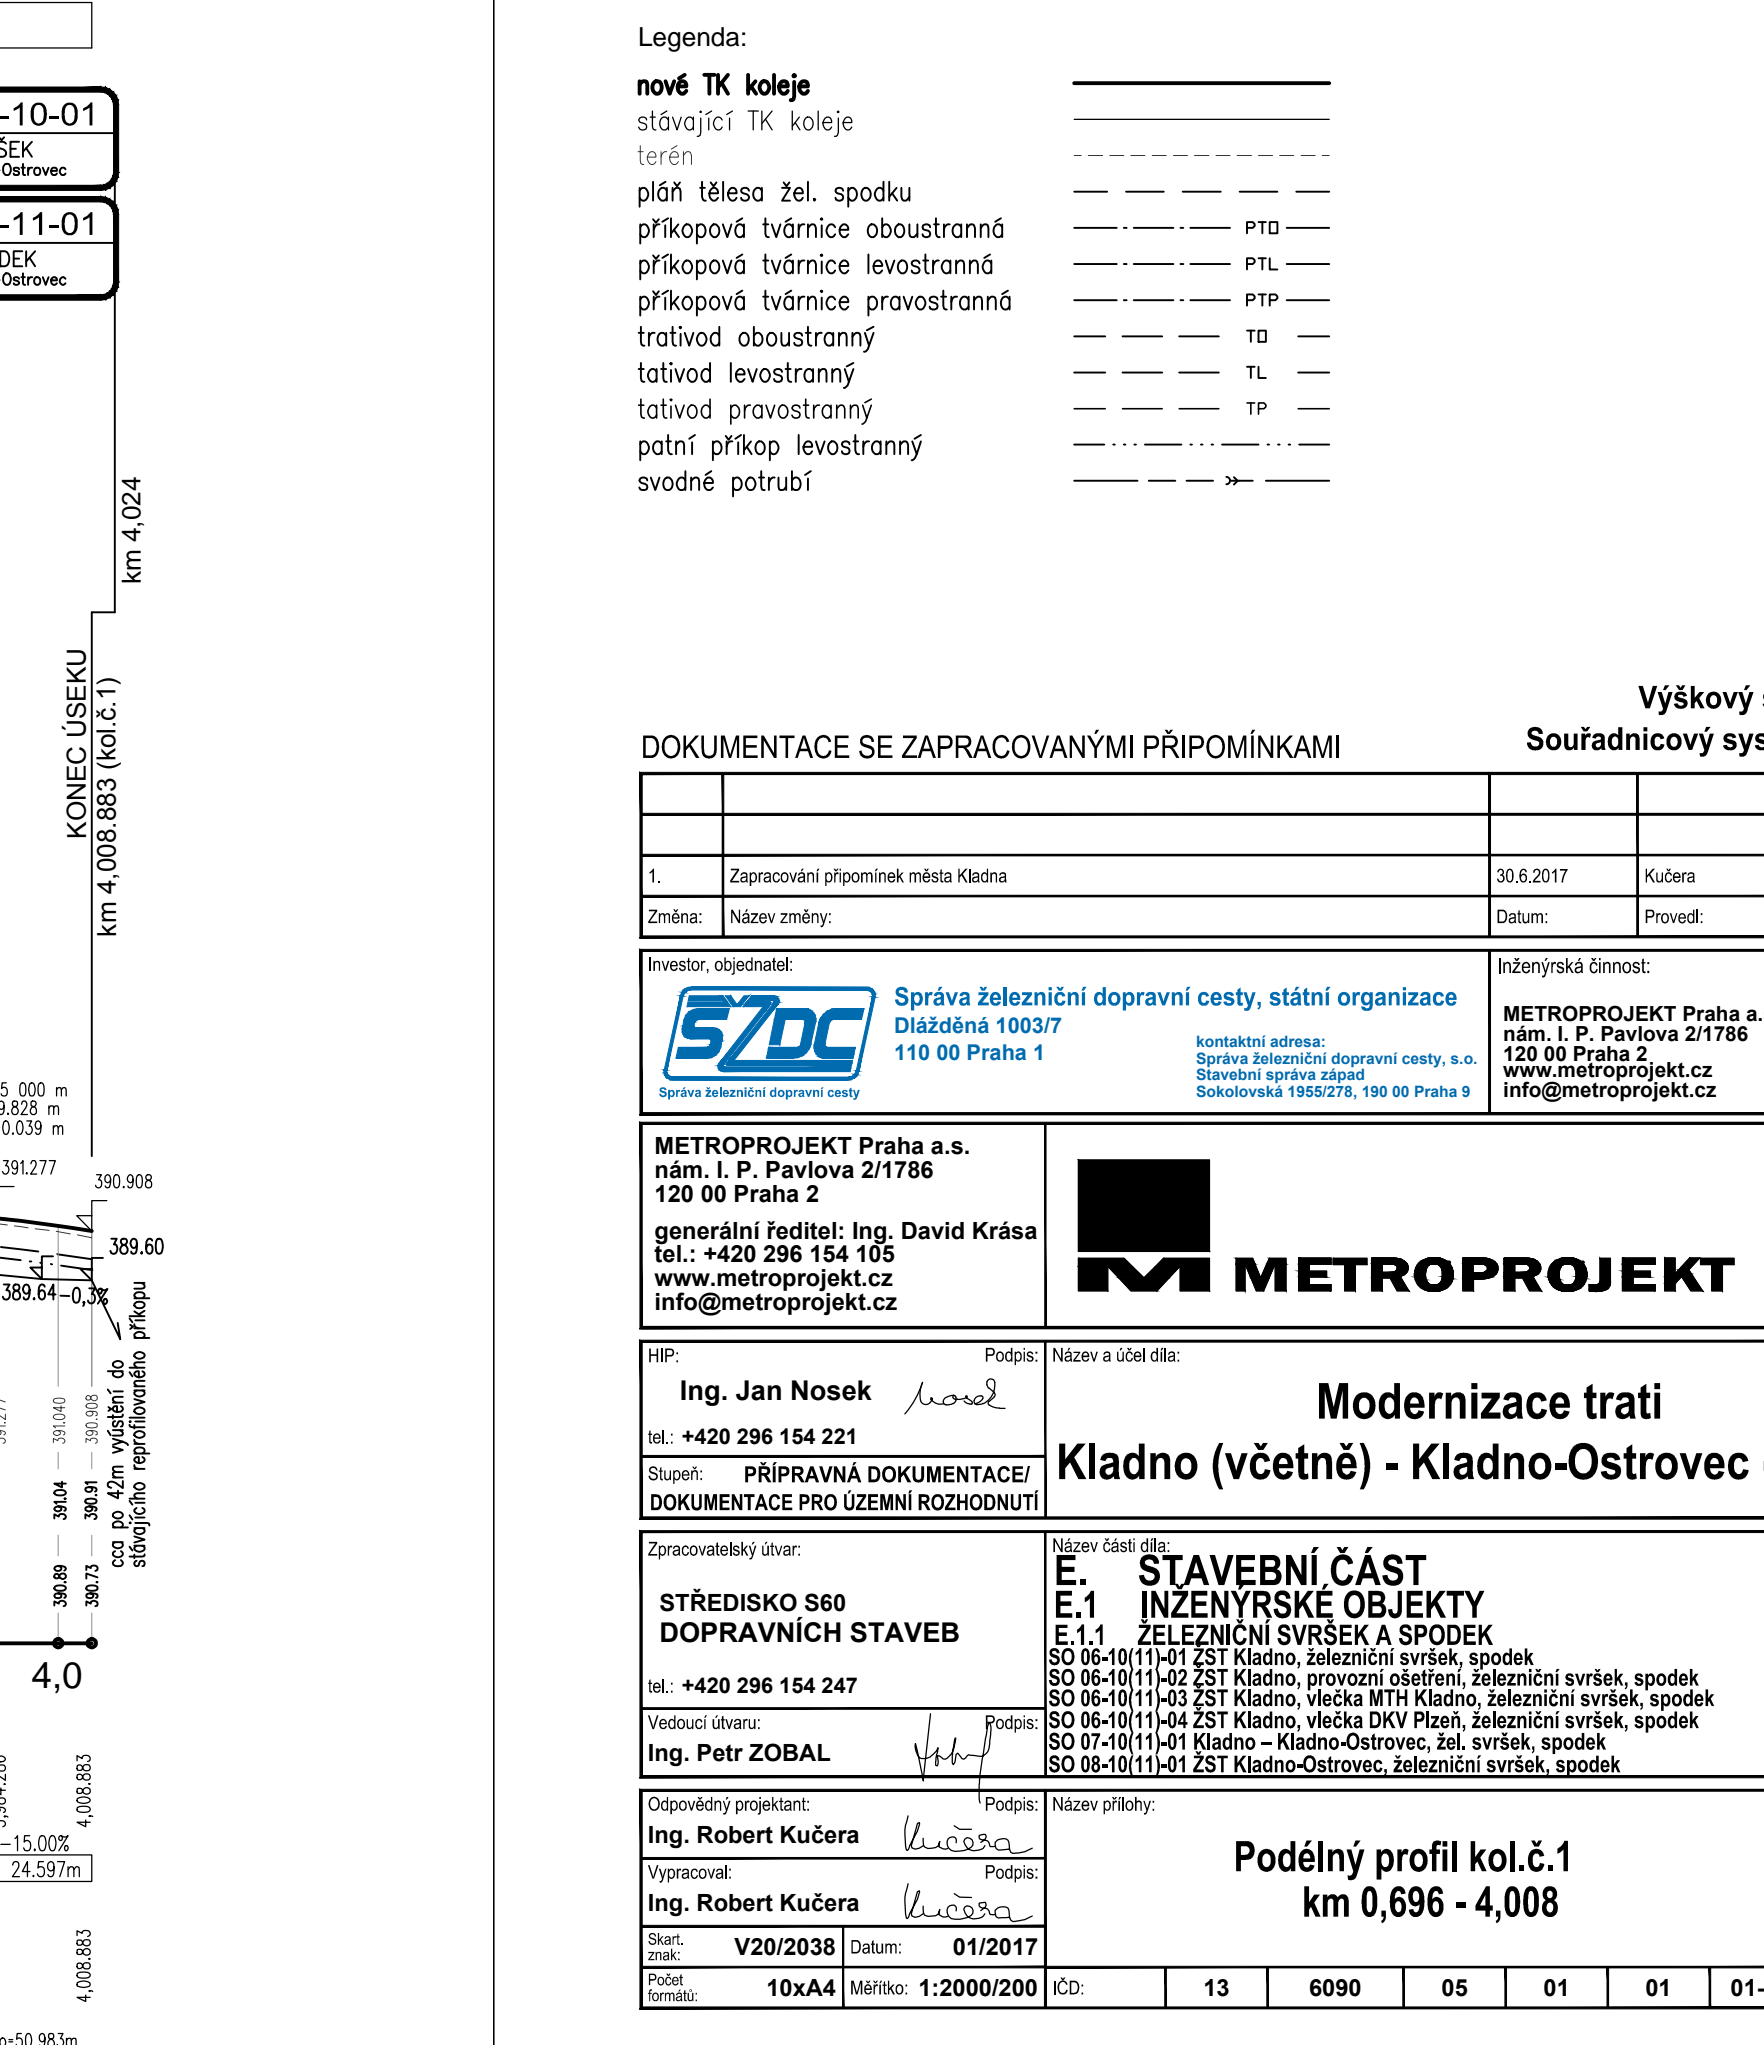 -10-01
ŠEK
-Ostrovec
-11-01
DEK
-Ostrovec
km 4,024
KONEC ÚSEKU
km 4,008.883 (kol.č.1)
5 000 m
9.828 m
0.039 m
391.277
390.908
389.60
389.64
-0,3%
cca po 42m vyústění do
stávajícího reprofilovaného příkopu
391.277
391.040
390.908
391.04
390.91
390.89
390.73
4,0
4,008.883
-15.00%
24.597m
4,008.883
o=50.983m
Legenda:
nové TK koleje
stávající TK koleje
terén
pláň tělesa žel. spodku
příkopová tvárnice oboustranná PTO
příkopová tvárnice levostranná PTL
příkopová tvárnice pravostranná PTP
trativod oboustranný TO
tativod levostranný TL
tativod pravostranný TP
patní příkop levostranný
svodné potrubí
Výškový s
Souřadnicový sys
DOKUMENTACE SE ZAPRACOVANÝMI PŘIPOMÍNKAMI
1. Zapracování připomínek města Kladna 30.6.2017 Kučera
Změna: Název změny: Datum: Provedl:
Investor, objednatel:
SŽDC
Správa železniční dopravní cesty
Správa železniční dopravní cesty, státní organizace
Dlážděná 1003/7
110 00 Praha 1
kontaktní adresa:
Správa železniční dopravní cesty, s.o.
Stavební správa západ
Sokolovská 1955/278, 190 00 Praha 9
Inženýrská činnost:
METROPROJEKT Praha a.
nám. I. P. Pavlova 2/1786
120 00 Praha 2
www.metroprojekt.cz
info@metroprojekt.cz
METROPROJEKT Praha a.s.
nám. I. P. Pavlova 2/1786
120 00 Praha 2
generální ředitel: Ing. David Krása
tel.: +420 296 154 105
www.metroprojekt.cz
info@metroprojekt.cz
METROPROJEKT
HIP: Podpis:
Ing. Jan Nosek Nosek
tel.: +420 296 154 221
Stupeň: PŘÍPRAVNÁ DOKUMENTACE/
DOKUMENTACE PRO ÚZEMNÍ ROZHODNUTÍ
Název a účel díla:
Modernizace trati
Kladno (včetně) - Kladno-Ostrovec
Zpracovatelský útvar:
STŘEDISKO S60
DOPRAVNÍCH STAVEB
tel.: +420 296 154 247
Vedoucí útvaru: Podpis:
Ing. Petr ZOBAL
Název části díla:
E. STAVEBNÍ ČÁST
E.1 INŽENÝRSKÉ OBJEKTY
E.1.1 ŽELEZNIČNÍ SVRŠEK A SPODEK
SO 06-10(11)-01 ŽST Kladno, železniční svršek, spodek
SO 06-10(11)-02 ŽST Kladno, provozní ošetření, železniční svršek, spodek
SO 06-10(11)-03 ŽST Kladno, vlečka MTH Kladno, železniční svršek, spodek
SO 06-10(11)-04 ŽST Kladno, vlečka DKV Plzeň, železniční svršek, spodek
SO 07-10(11)-01 Kladno – Kladno-Ostrovec, žel. svršek, spodek
SO 08-10(11)-01 ŽST Kladno-Ostrovec, železniční svršek, spodek
Odpovědný projektant: Podpis:
Ing. Robert Kučera Kučera
Vypracoval: Podpis:
Ing. Robert Kučera Kučera
Název přílohy:
Podélný profil kol.č.1
km 0,696 - 4,008
Skart. znak: V20/2038 Datum: 01/2017
Počet formátů: 10xA4 Měřítko: 1:2000/200
IČD: 13 6090 05 01 01 01-